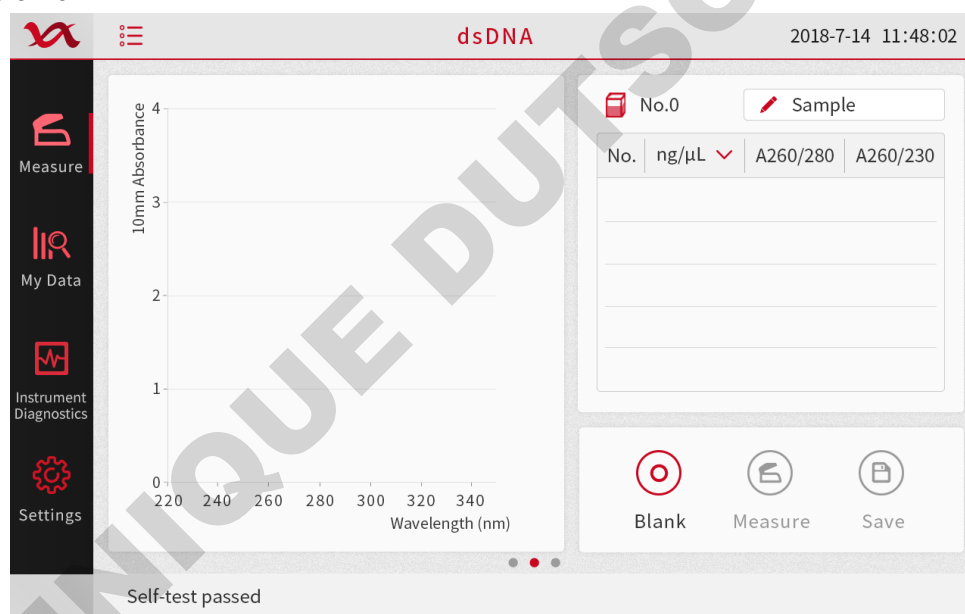 dsDNA
2018-7-14 11:48:02
Measure
My Data
Instrument
Diagnostics
Settings
10mm Absorbance
4
3
2
1
0
220 240 260 280 300 320 340
Wavelength (nm)
No.0
Sample
No. ng/µL A260/280 A260/230
Blank Measure Save
Self-test passed
UNIQUE DUTSC